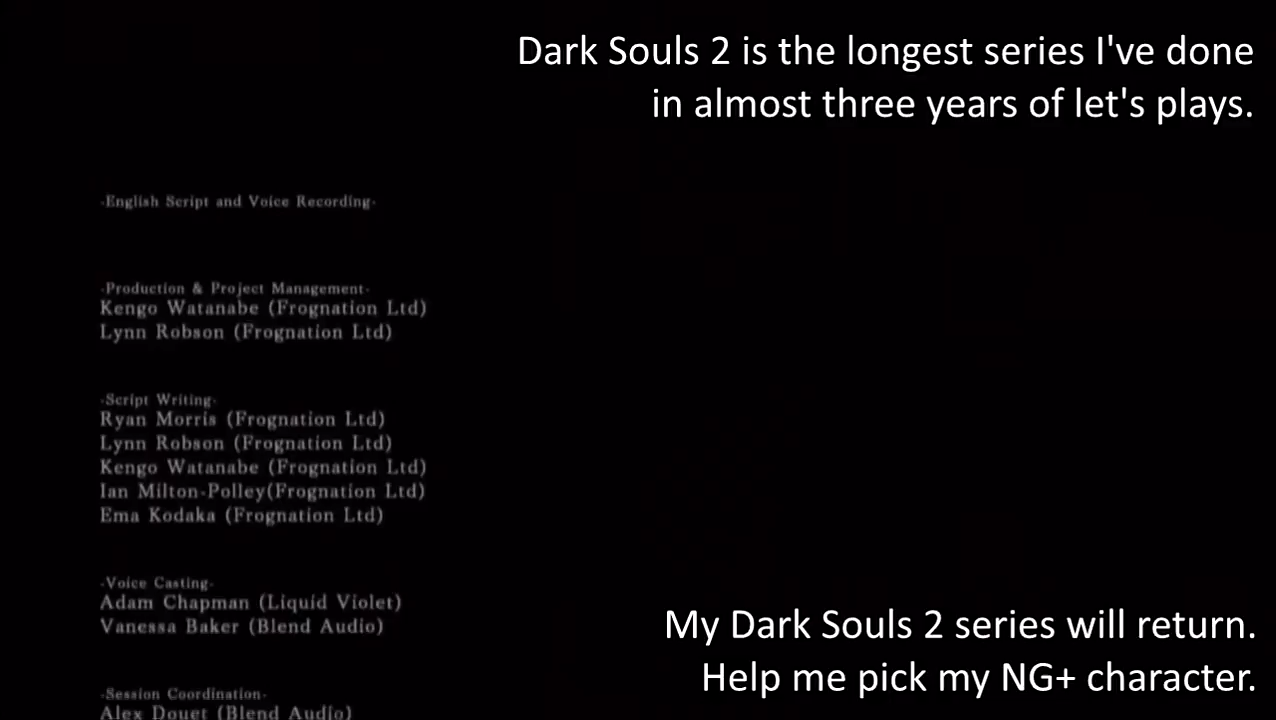 Dark Souls 2 is the longest series I've done
in almost three years of let's plays.
-English Script and Voice Recording-
-Production & Project Management-
Kengo Watanabe (Frognation Ltd)
Lynn Robson (Frognation Ltd)
-Script Writing-
Ryan Morris (Frognation Ltd)
Lynn Robson (Frognation Ltd)
Kengo Watanabe (Frognation Ltd)
Ian Milton-Polley(Frognation Ltd)
Ema Kodaka (Frognation Ltd)
-Voice Casting-
Adam Chapman (Liquid Violet)
Vanessa Baker (Blend Audio)
-Session Coordination-
Alex Douet (Blend Audio)
My Dark Souls 2 series will return.
Help me pick my NG+ character.